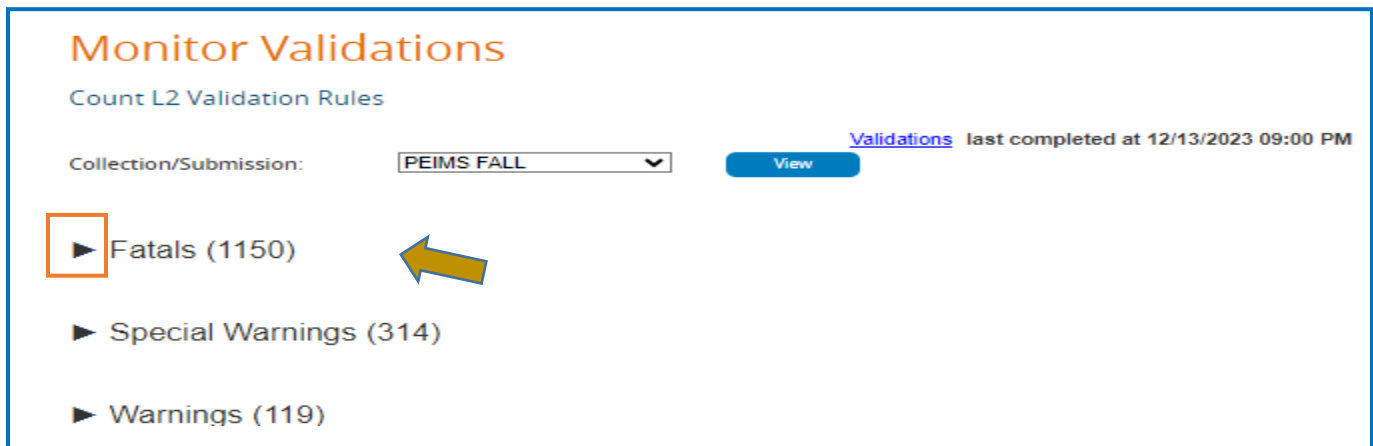 Monitor Validations
Count L2 Validation Rules
Validations last completed at 12/13/2023 09:00 PM
Collection/Submission: PEIMS FALL View
► Fatals (1150)
► Special Warnings (314)
► Warnings (119)